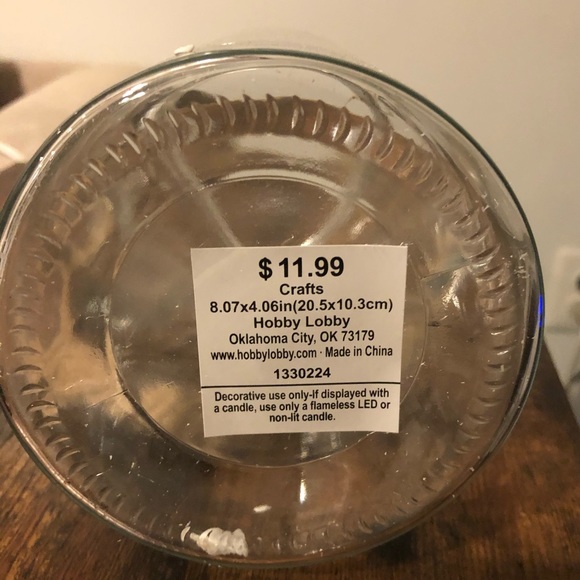 $ 11.99
Crafts
8.07x4.06in(20.5x10.3cm)
Hobby Lobby
Oklahoma City, OK 73179
www.hobbylobby.com · Made in China
1330224
Decorative use only-If displayed with
a candle, use only a flameless LED or
non-lit candle.